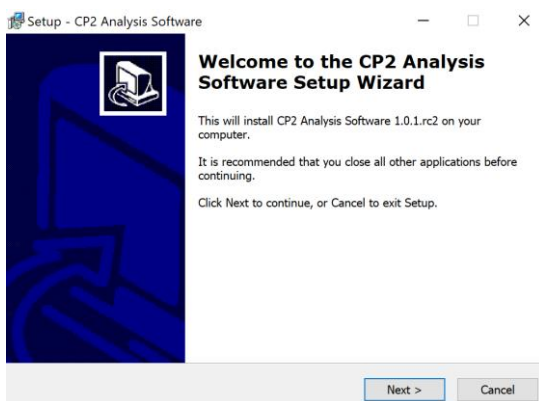 Setup - CP2 Analysis Software
Welcome to the CP2 Analysis
Software Setup Wizard
This will install CP2 Analysis Software 1.0.1.rc2 on your
computer.
It is recommended that you close all other applications before
continuing.
Click Next to continue, or Cancel to exit Setup.
Next >
Cancel